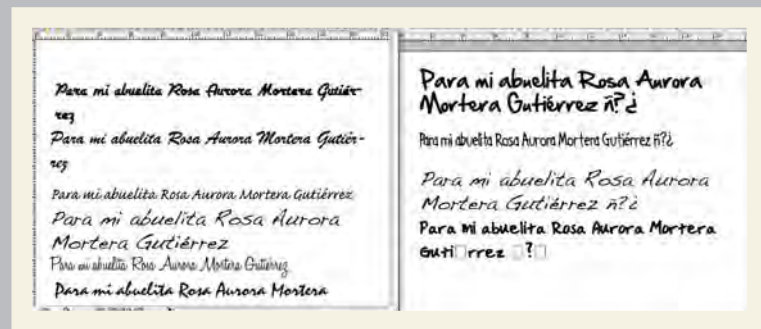 Para mi abuelita Rosa Aurora Mortera Gutiér-
rez
Para mi abuelita Rosa Aurora Mortera Gutiér-
rez
Para mi abuelita Rosa Aurora Mortera Gutiérrez
Para mi abuelita Rosa Aurora
Mortera Gutiérrez
Para mi abuelita Rosa Aurora Mortera Gutiérrez
Para mi abuelita Rosa Aurora Mortera
Para mi abuelita Rosa Aurora
Mortera Gutiérrez ñ?¿
Para mi abuelita Rosa Aurora Mortera Gutiérrez ñ?¿
Para mi abuelita Rosa Aurora
Mortera Gutiérrez ñ?¿
Para mi abuelita Rosa Aurora Mortera
Guti□rrez □?□